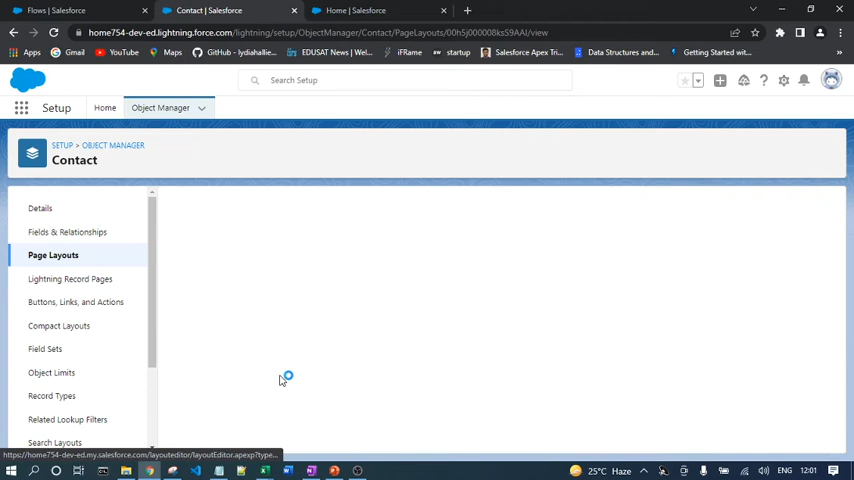 Flows | Salesforce
Contact | Salesforce
Home | Salesforce
home754-dev-ed.lightning.force.com/lightning/setup/ObjectManager/Contact/PageLayouts/00h5j000008ksS9AAI/view
Apps
Gmail
YouTube
Maps
GitHub - lydiahallie...
EDUSAT News | Wel...
iFRAme
startup
Salesforce Apex Tri...
Data Structures and...
Getting Started wit...
Search Setup
Setup
Home
Object Manager
SETUP > OBJECT MANAGER
Contact
Details
Fields & Relationships
Page Layouts
Lightning Record Pages
Buttons, Links, and Actions
Compact Layouts
Field Sets
Object Limits
Record Types
Related Lookup Filters
Search Layouts
https://home754-dev-ed.my.salesforce.com/layouteditor/layoutEditor.apexp?type...
25°C Haze
ENG
12:01